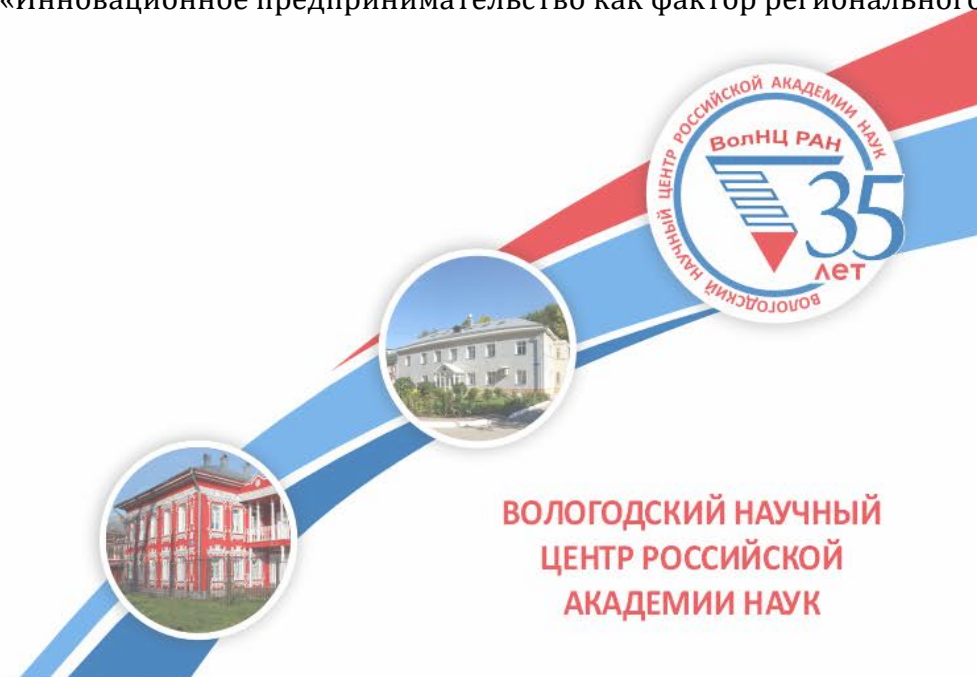 «Инновационное предпринимательство как фактор регионального
ВОЛОГОДСКИЙ НАУЧНЫЙ ЦЕНТР РОССИЙСКОЙ АКАДЕМИИ НАУК
ВолНЦ РАН
35
лет
ВОЛОГОДСКИЙ НАУЧНЫЙ
ЦЕНТР РОССИЙСКОЙ
АКАДЕМИИ НАУК